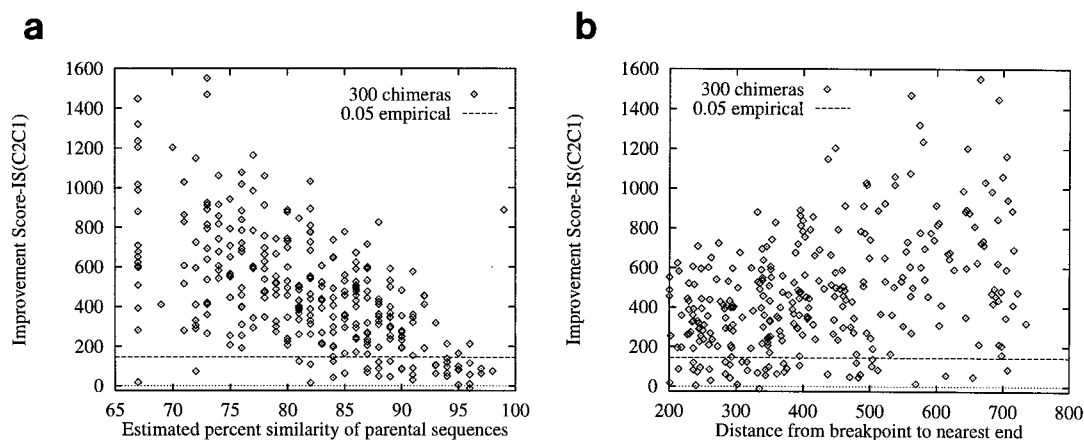 a
1600
1400
1200
1000
800
600
400
200
0
65 70 75 80 85 90 95 100
Improvement Score-IS(C2C1)
300 chimeras
0.05 empirical
Estimated percent similarity of parental sequences
b
1600
1400
1200
1000
800
600
400
200
0
200 300 400 500 600 700 800
Improvement Score-IS(C2C1)
300 chimeras
0.05 empirical
Distance from breakpoint to nearest end